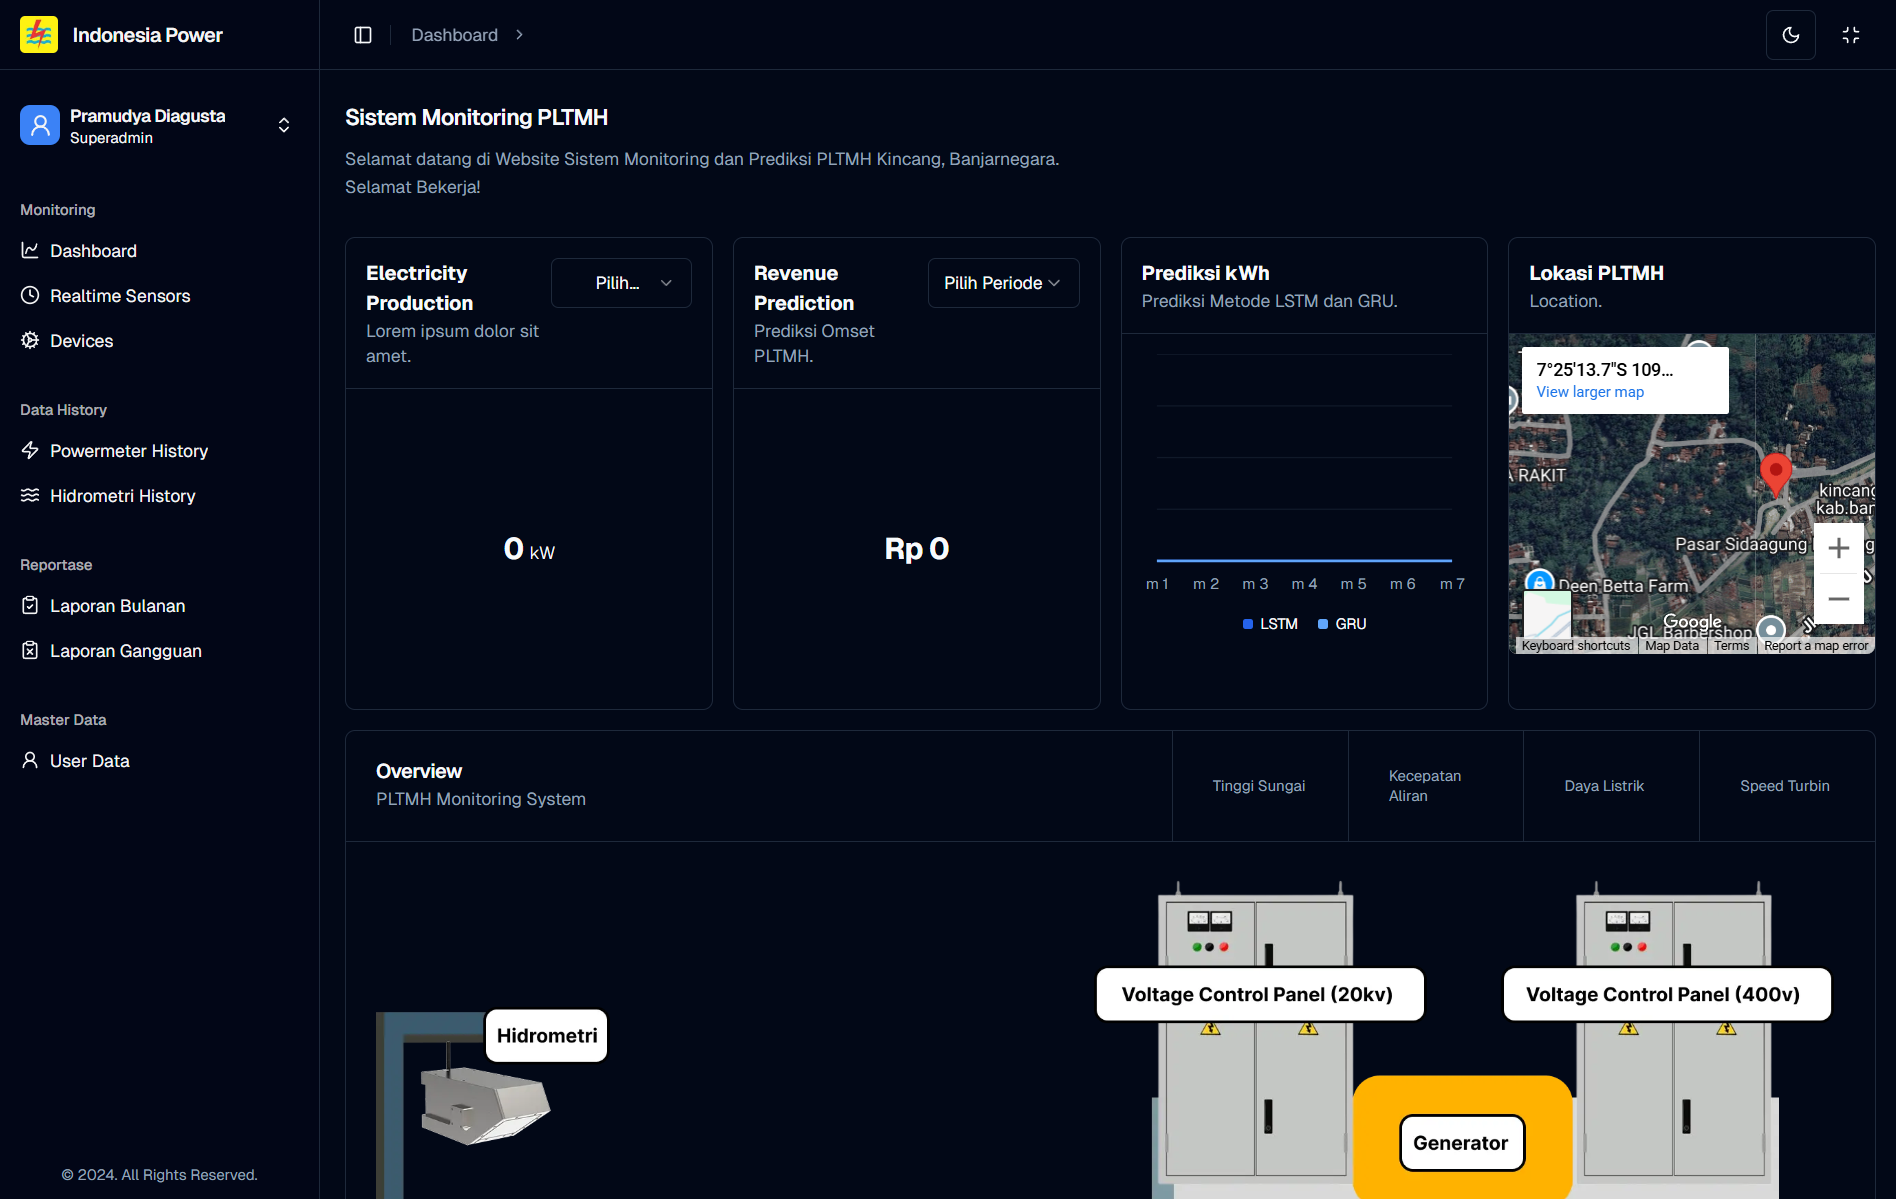 Indonesia Power
Dashboard
Pramudya Diagusta
Superadmin
Monitoring
Dashboard
Realtime Sensors
Devices
Data History
Powermeter History
Hidrometri History
Reportase
Laporan Bulanan
Laporan Gangguan
Master Data
User Data
© 2024. All Rights Reserved.
Sistem Monitoring PLTMH
Selamat datang di Website Sistem Monitoring dan Prediksi PLTMH Kincang, Banjarnegara.
Selamat Bekerja!
Electricity
Production
Lorem ipsum dolor sit
amet.
Pilih...
0 kW
Revenue
Prediction
Prediksi Omset
PLTMH.
Pilih Periode
Rp 0
Prediksi kWh
Prediksi Metode LSTM dan GRU.
m 1 m 2 m 3 m 4 m 5 m 6 m 7
LSTM GRU
Lokasi PLTMH
Location.
7°25'13.7"S 109...
View larger map
RAKIT
kincang
kab.ban
Pasar Sidaagung
Deen Betta Farm
Google
JGL Barbershop
Keyboard shortcuts Map Data Terms Report a map error
Overview
PLTMH Monitoring System
Tinggi Sungai
Kecepatan
Aliran
Daya Listrik
Speed Turbin
Voltage Control Panel (20kv)
Voltage Control Panel (400v)
Hidrometri
Generator